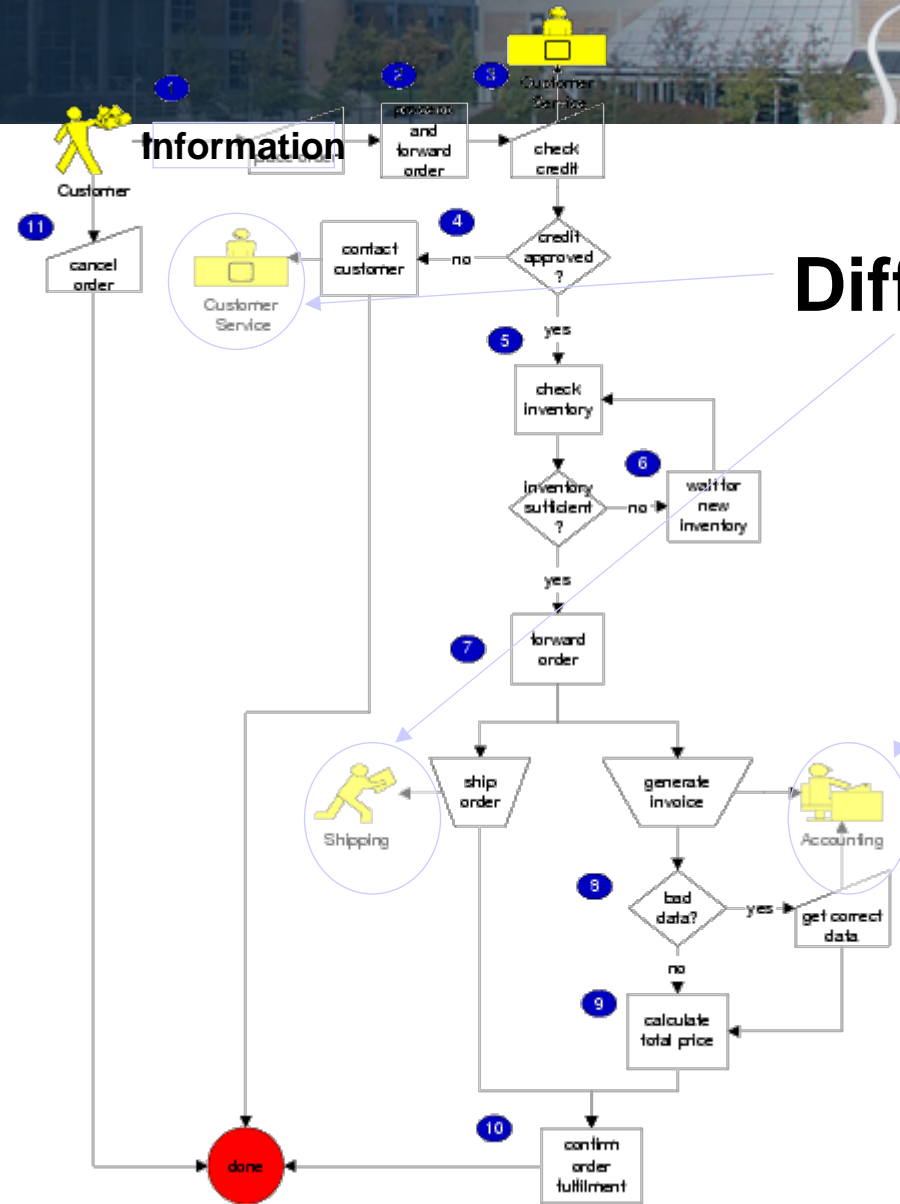 1
2
3
Customer
Service
Information
and
forward
order
check
credit
Customer
11
cancel
order
Customer
Service
contact
customer
4
no
credit
approved
?
Diff
yes
5
check
inventory
6
inventory
sufficient
?
no
wait for
new
inventory
yes
7
forward
order
ship
order
Shipping
generate
invoice
Accounting
8
bad
data?
yes
get correct
data
no
9
calculate
total price
10
confirm
order
fulfilment
done